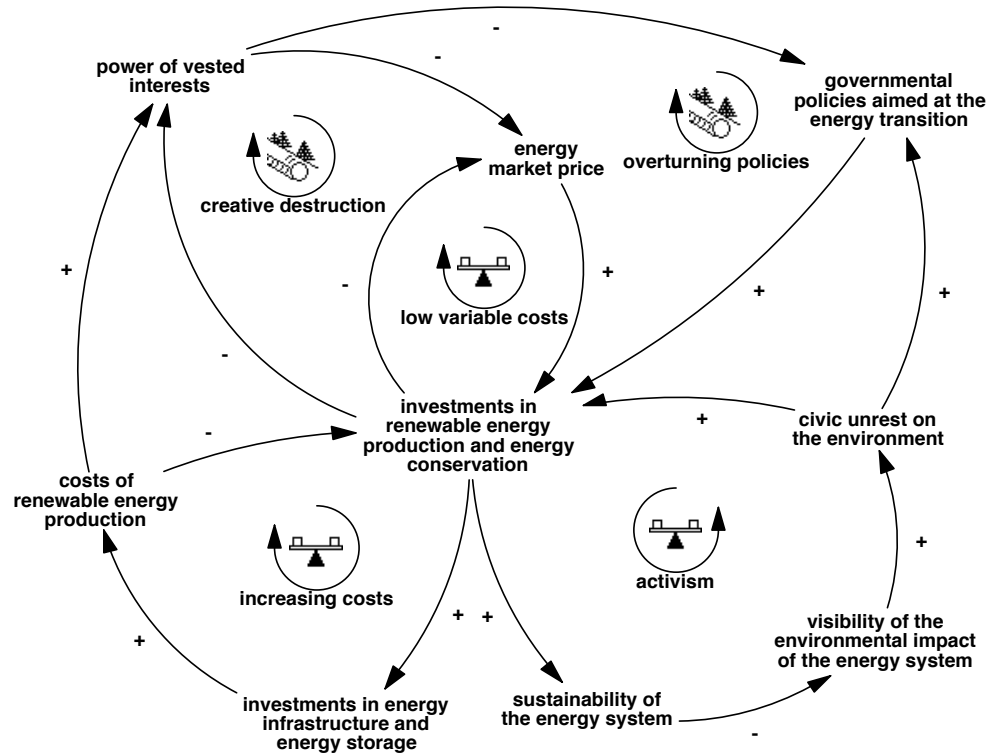 -
-
power of vested
interests
governmental
policies aimed at the
energy transition
energy
market price
overturning policies
creative destruction
+
-
low variable costs
+
+
+
-
investments in
renewable energy
production and energy
conservation
-
+
civic unrest on
the environment
costs of
renewable energy
production
increasing costs
activism
+
+
+
+
visibility of the
environmental impact
of the energy system
investments in energy
infrastructure and
energy storage
sustainability of
the energy system
-